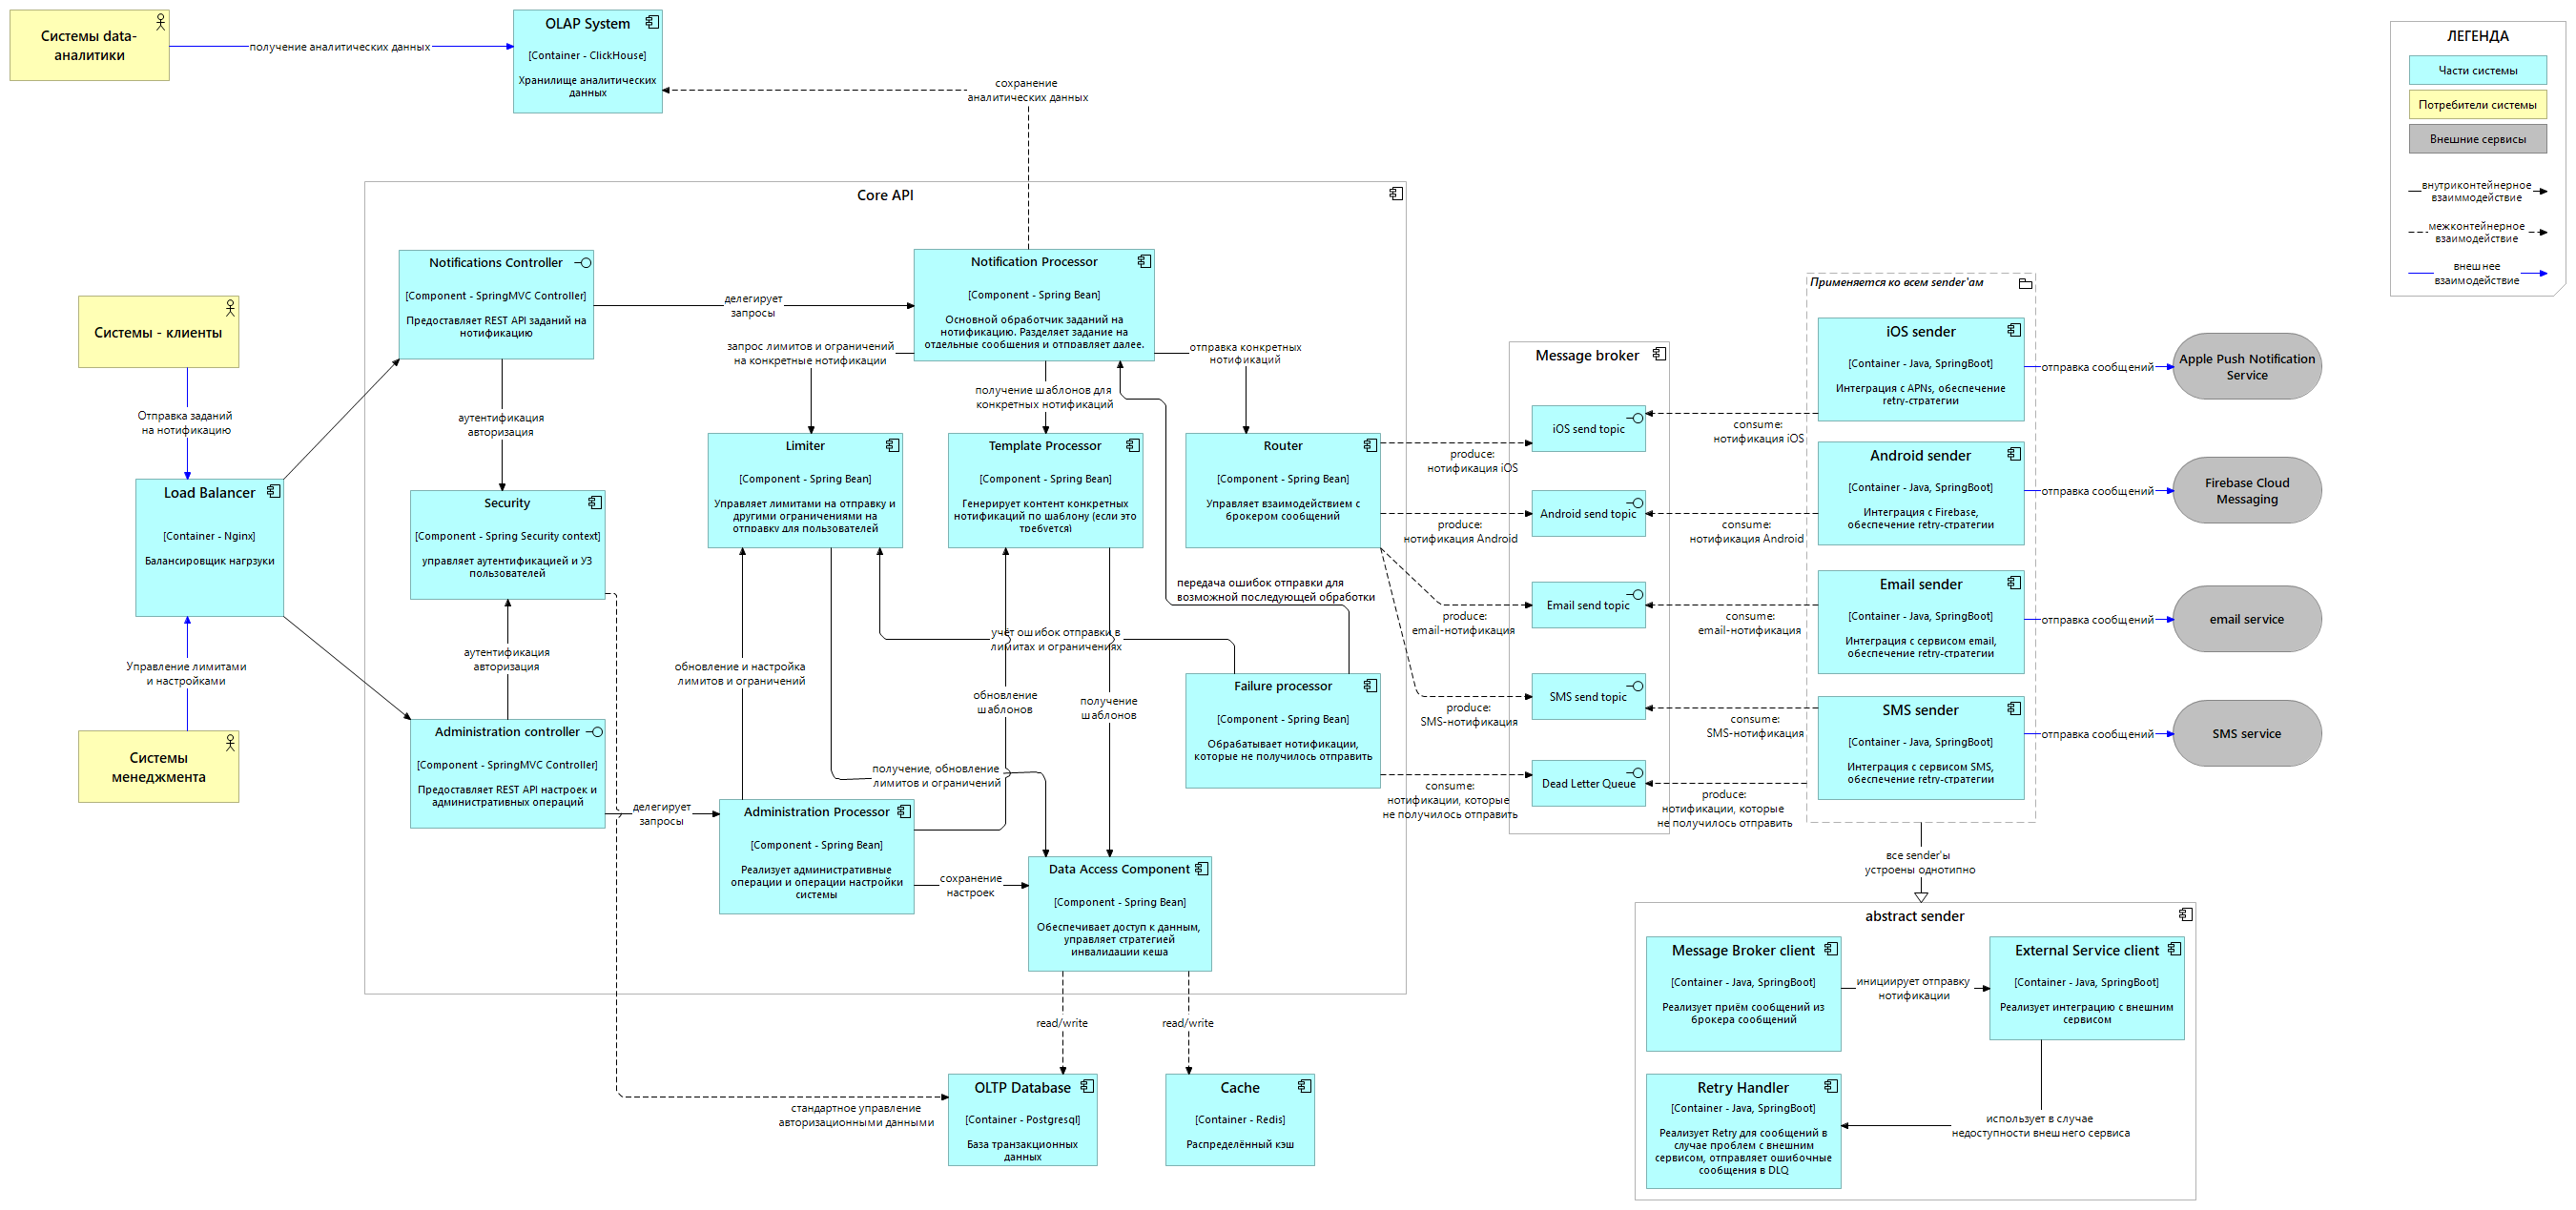 Системы data-
аналитики
получение аналитических данных
OLAP System
[Container - ClickHouse]
Хранилище аналитических
данных
сохранение
аналитических данных
ЛЕГЕНДА
Части системы
Потребители системы
Внешние сервисы
внутриконтейнерное
взаиммодействие
межконтейнерное
взаимодействие
внешнее
взаимодействие
Системы - клиенты
Отправка заданий
на нотификацию
Load Balancer
[Container - Nginx]
Балансировщик нагрзуки
Управление лимитами
и настройками
Системы
менеджмента
Core API
Notifications Controller
[Component - SpringMVC Controller]
Предоставляет REST API заданий на
нотификацию
делегирует
запросы
Notification Processor
[Component - Spring Bean]
Основной обработчик заданий на
нотификацию. Разделяет задание на
отдельные сообщения и отправляет далее.
аутентификация
авторизация
запрос лимитов и ограничений
на конкретные нотификации
получение шаблонов для
конкретных нотификаций
отправка конкретных
нотификаций
Security
[Component - Spring Security context]
управляет аутентификацией и УЗ
пользователей
Limiter
[Component - Spring Bean]
Управляет лимитами на отправку и
другими ограничениями на
отправку для пользователей
Template Processor
[Component - Spring Bean]
Генерирует контент конкретных
нотификаций по шаблону (если это
требуется)
Router
[Component - Spring Bean]
Управляет взаимодействием с
брокером сообщений
передача ошибок отправки для
возможной последующей обработки
учёт ошибок отправки в
лимитах и ограничениях
аутентификация
авторизация
обновление и настройка
лимитов и ограничений
обновление
шаблонов
получение
шаблонов
Failure processor
[Component - Spring Bean]
Обрабатывает нотификации,
которые не получилось отправить
Administration controller
[Component - SpringMVC Controller]
Предоставляет REST API настроек и
административных операций
делегирует
запросы
получение, обновление
лимитов и ограничений
Administration Processor
[Component - Spring Bean]
Реализует административные
операции и операции настройки
системы
сохранение
настроек
Data Access Component
[Component - Spring Bean]
Обеспечивает доступ к данным,
управляет стратегией
инвалидации кеша
read/write
read/write
стандартное управление
авторизационными данными
OLTP Database
[Container - Postgresql]
База транзакционных
данных
Cache
[Container - Redis]
Распределённый кэш
produce:
нотификация iOS
produce:
нотификация Android
produce:
email-нотификация
produce:
SMS-нотификация
consume:
нотификации, которые
не получилось отправить
Message broker
iOS send topic
Android send topic
Email send topic
SMS send topic
Dead Letter Queue
consume:
нотификация iOS
consume:
нотификация Android
consume:
email-нотификация
consume:
SMS-нотификация
produce:
нотификации, которые
не получилось отправить
Применяется ко всем sender'ам
iOS sender
[Container - Java, SpringBoot]
Интеграция с APNs, обеспечение
retry-стратегии
Android sender
[Container - Java, SpringBoot]
Интеграция с Firebase,
обеспечение retry-стратегии
Email sender
[Container - Java, SpringBoot]
Интеграция с сервисом email,
обеспечение retry-стратегии
SMS sender
[Container - Java, SpringBoot]
Интеграция с сервисом SMS,
обеспечение retry-стратегии
отправка сообщений
Apple Push Notification
Service
отправка сообщений
Firebase Cloud
Messaging
отправка сообщений
email service
отправка сообщений
SMS service
все sender'ы
устроены однотипно
abstract sender
Message Broker client
[Container - Java, SpringBoot]
Реализует приём сообщений из
брокера сообщений
инициирует отправку
нотификации
External Service client
[Container - Java, SpringBoot]
Реализует интеграцию с внешним
сервисом
Retry Handler
[Container - Java, SpringBoot]
Реализует Retry для сообщений в
случае проблем с внешним
сервисом, отправляет ошибочные
сообщения в DLQ
использует в случае
недоступности внешнего сервиса